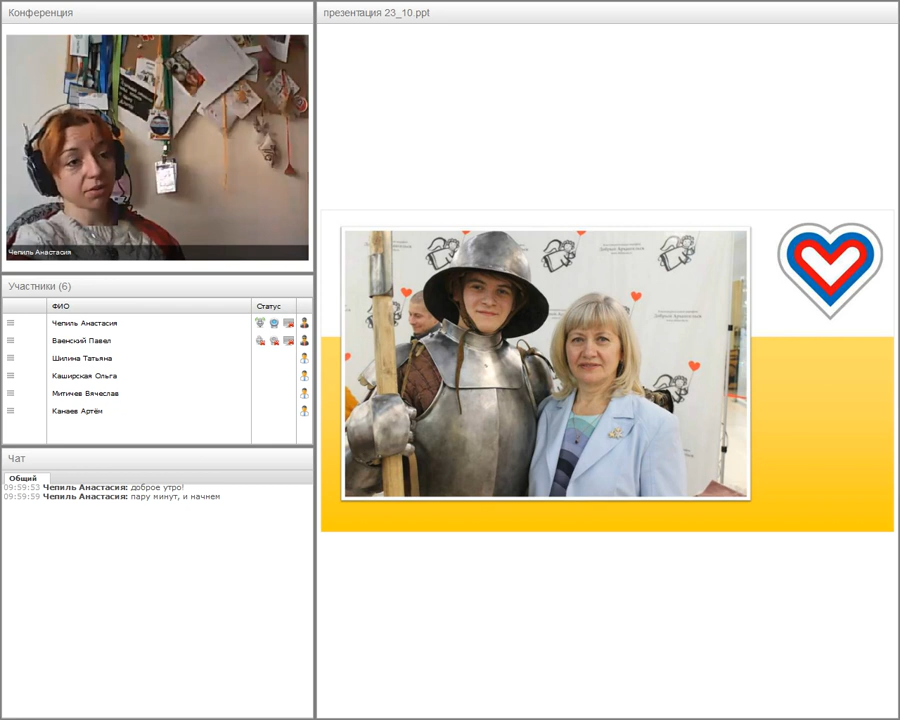 Конференция
Чепиль Анастасия
Участники (6)
ФИО
Статус
Чепиль Анастасия
Ваенский Павел
Шилина Татьяна
Каширская Ольга
Митичев Вячеслав
Канаев Артём
Чат
Общий
09:59:53 Чепиль Анастасия: доброе утро!
09:59:59 Чепиль Анастасия: пару минут, и начнем
презентация 23_10.ppt